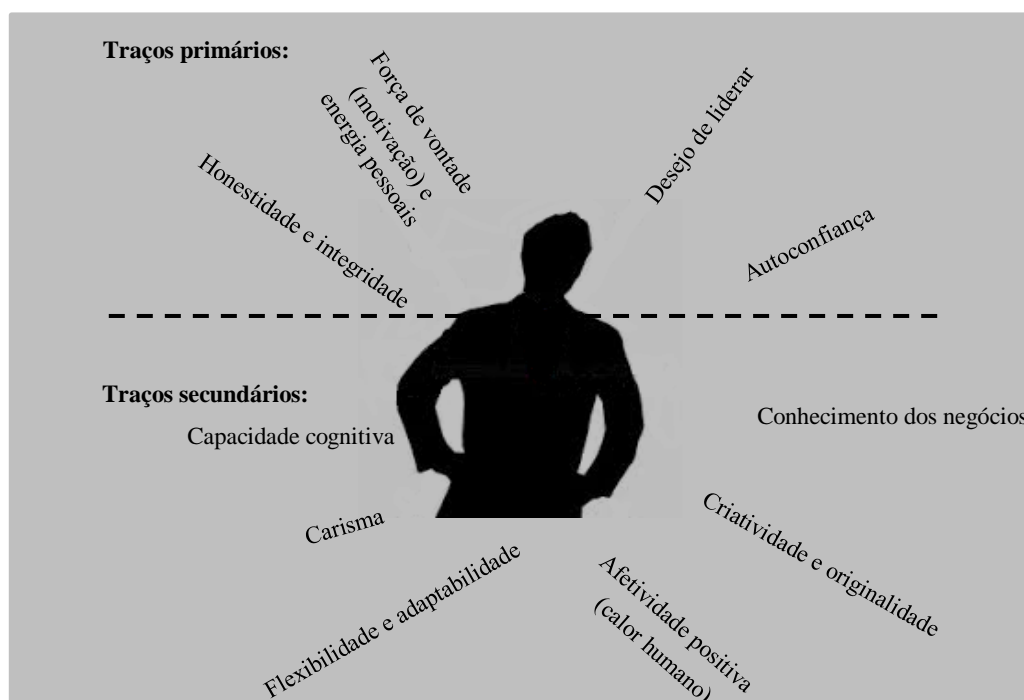 Traços primários:
Força de vontade
(motivação) e
energia pessoais
Desejo de liderar
Honestidade e integridade
Autoconfiança
Traços secundários:
Capacidade cognitiva
Conhecimento dos negócios
Carisma
Criatividade e originalidade
Flexibilidade e adaptabilidade
Afetividade positiva
(calor humano)